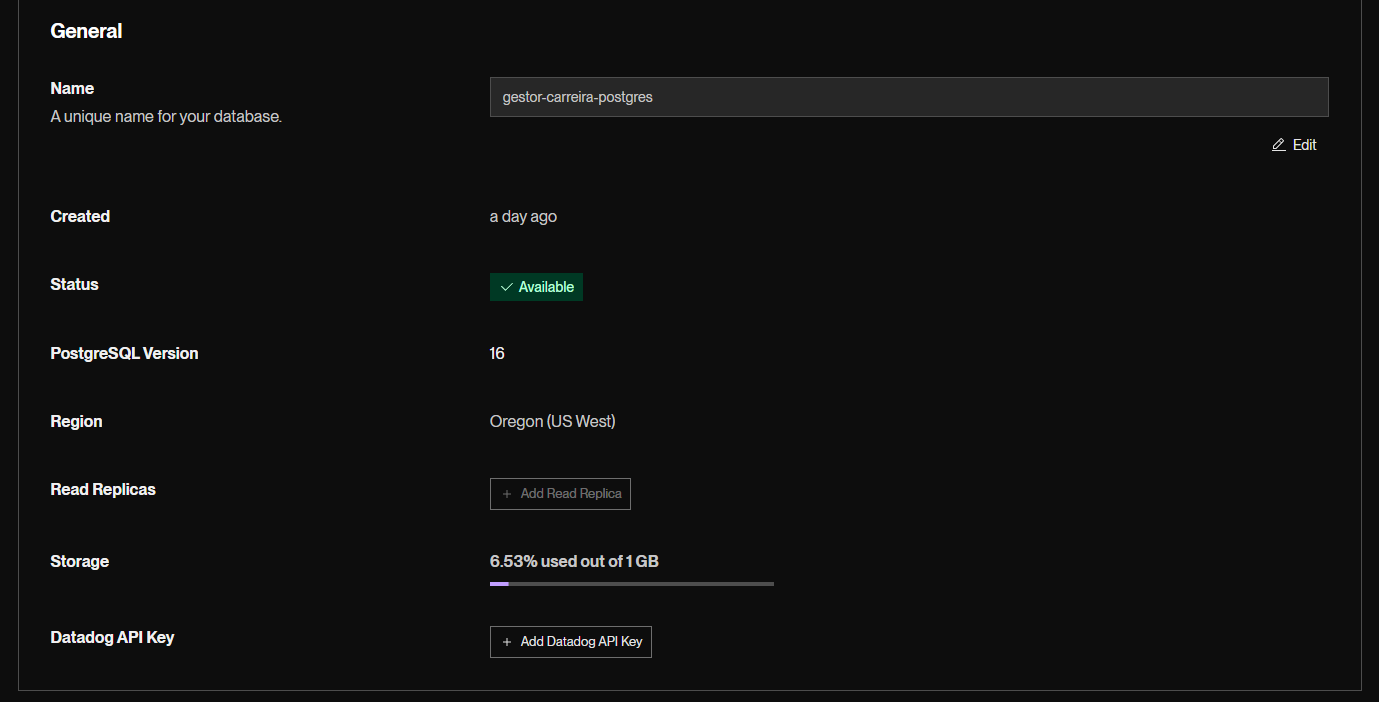 General
Name
A unique name for your database.
gestor-carreira-postgres
Edit
Created
a day ago
Status
Available
PostgreSQL Version
16
Region
Oregon (US West)
Read Replicas
+ Add Read Replica
Storage
6.53% used out of 1 GB
Datadog API Key
+ Add Datadog API Key